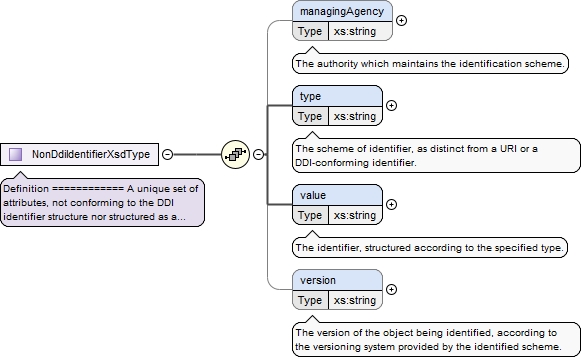 managingAgency
Type xs:string
The authority which maintains the identification scheme.
type
Type xs:string
The scheme of identifier, as distinct from a URI or a
DDI-conforming identifier.
NonDdiIdentifierXsdType
Definition ============ A unique set of
attributes, not conforming to the DDI
identifier structure nor structured as a...
value
Type xs:string
The identifier, structured according to the specified type.
version
Type xs:string
The version of the object being identified, according to
the versioning system provided by the identified scheme.